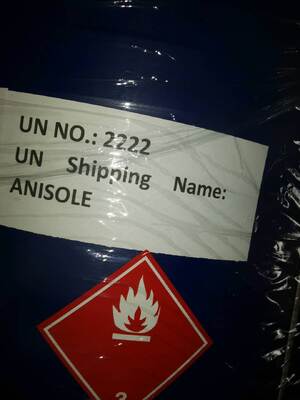 UN NO.: 2222
UN Shipping Name:
ANISOLE
3